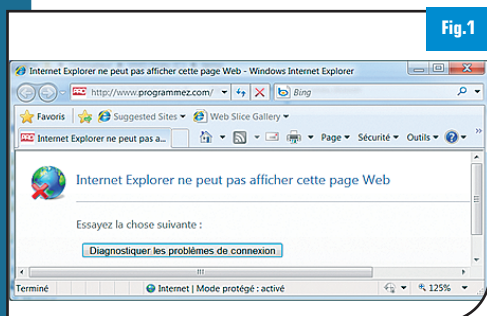 Fig.1
Internet Explorer ne peut pas afficher cette page Web - Windows Internet Explorer
http://www.programmez.com/ Bing
Favoris Suggested Sites Web Slice Gallery
Internet Explorer ne peut pas a... Page Sécurité Outils
Internet Explorer ne peut pas afficher cette page Web
Essayez la chose suivante :
Diagnostiquer les problèmes de connexion
Terminé Internet | Mode protégé : activé 125%